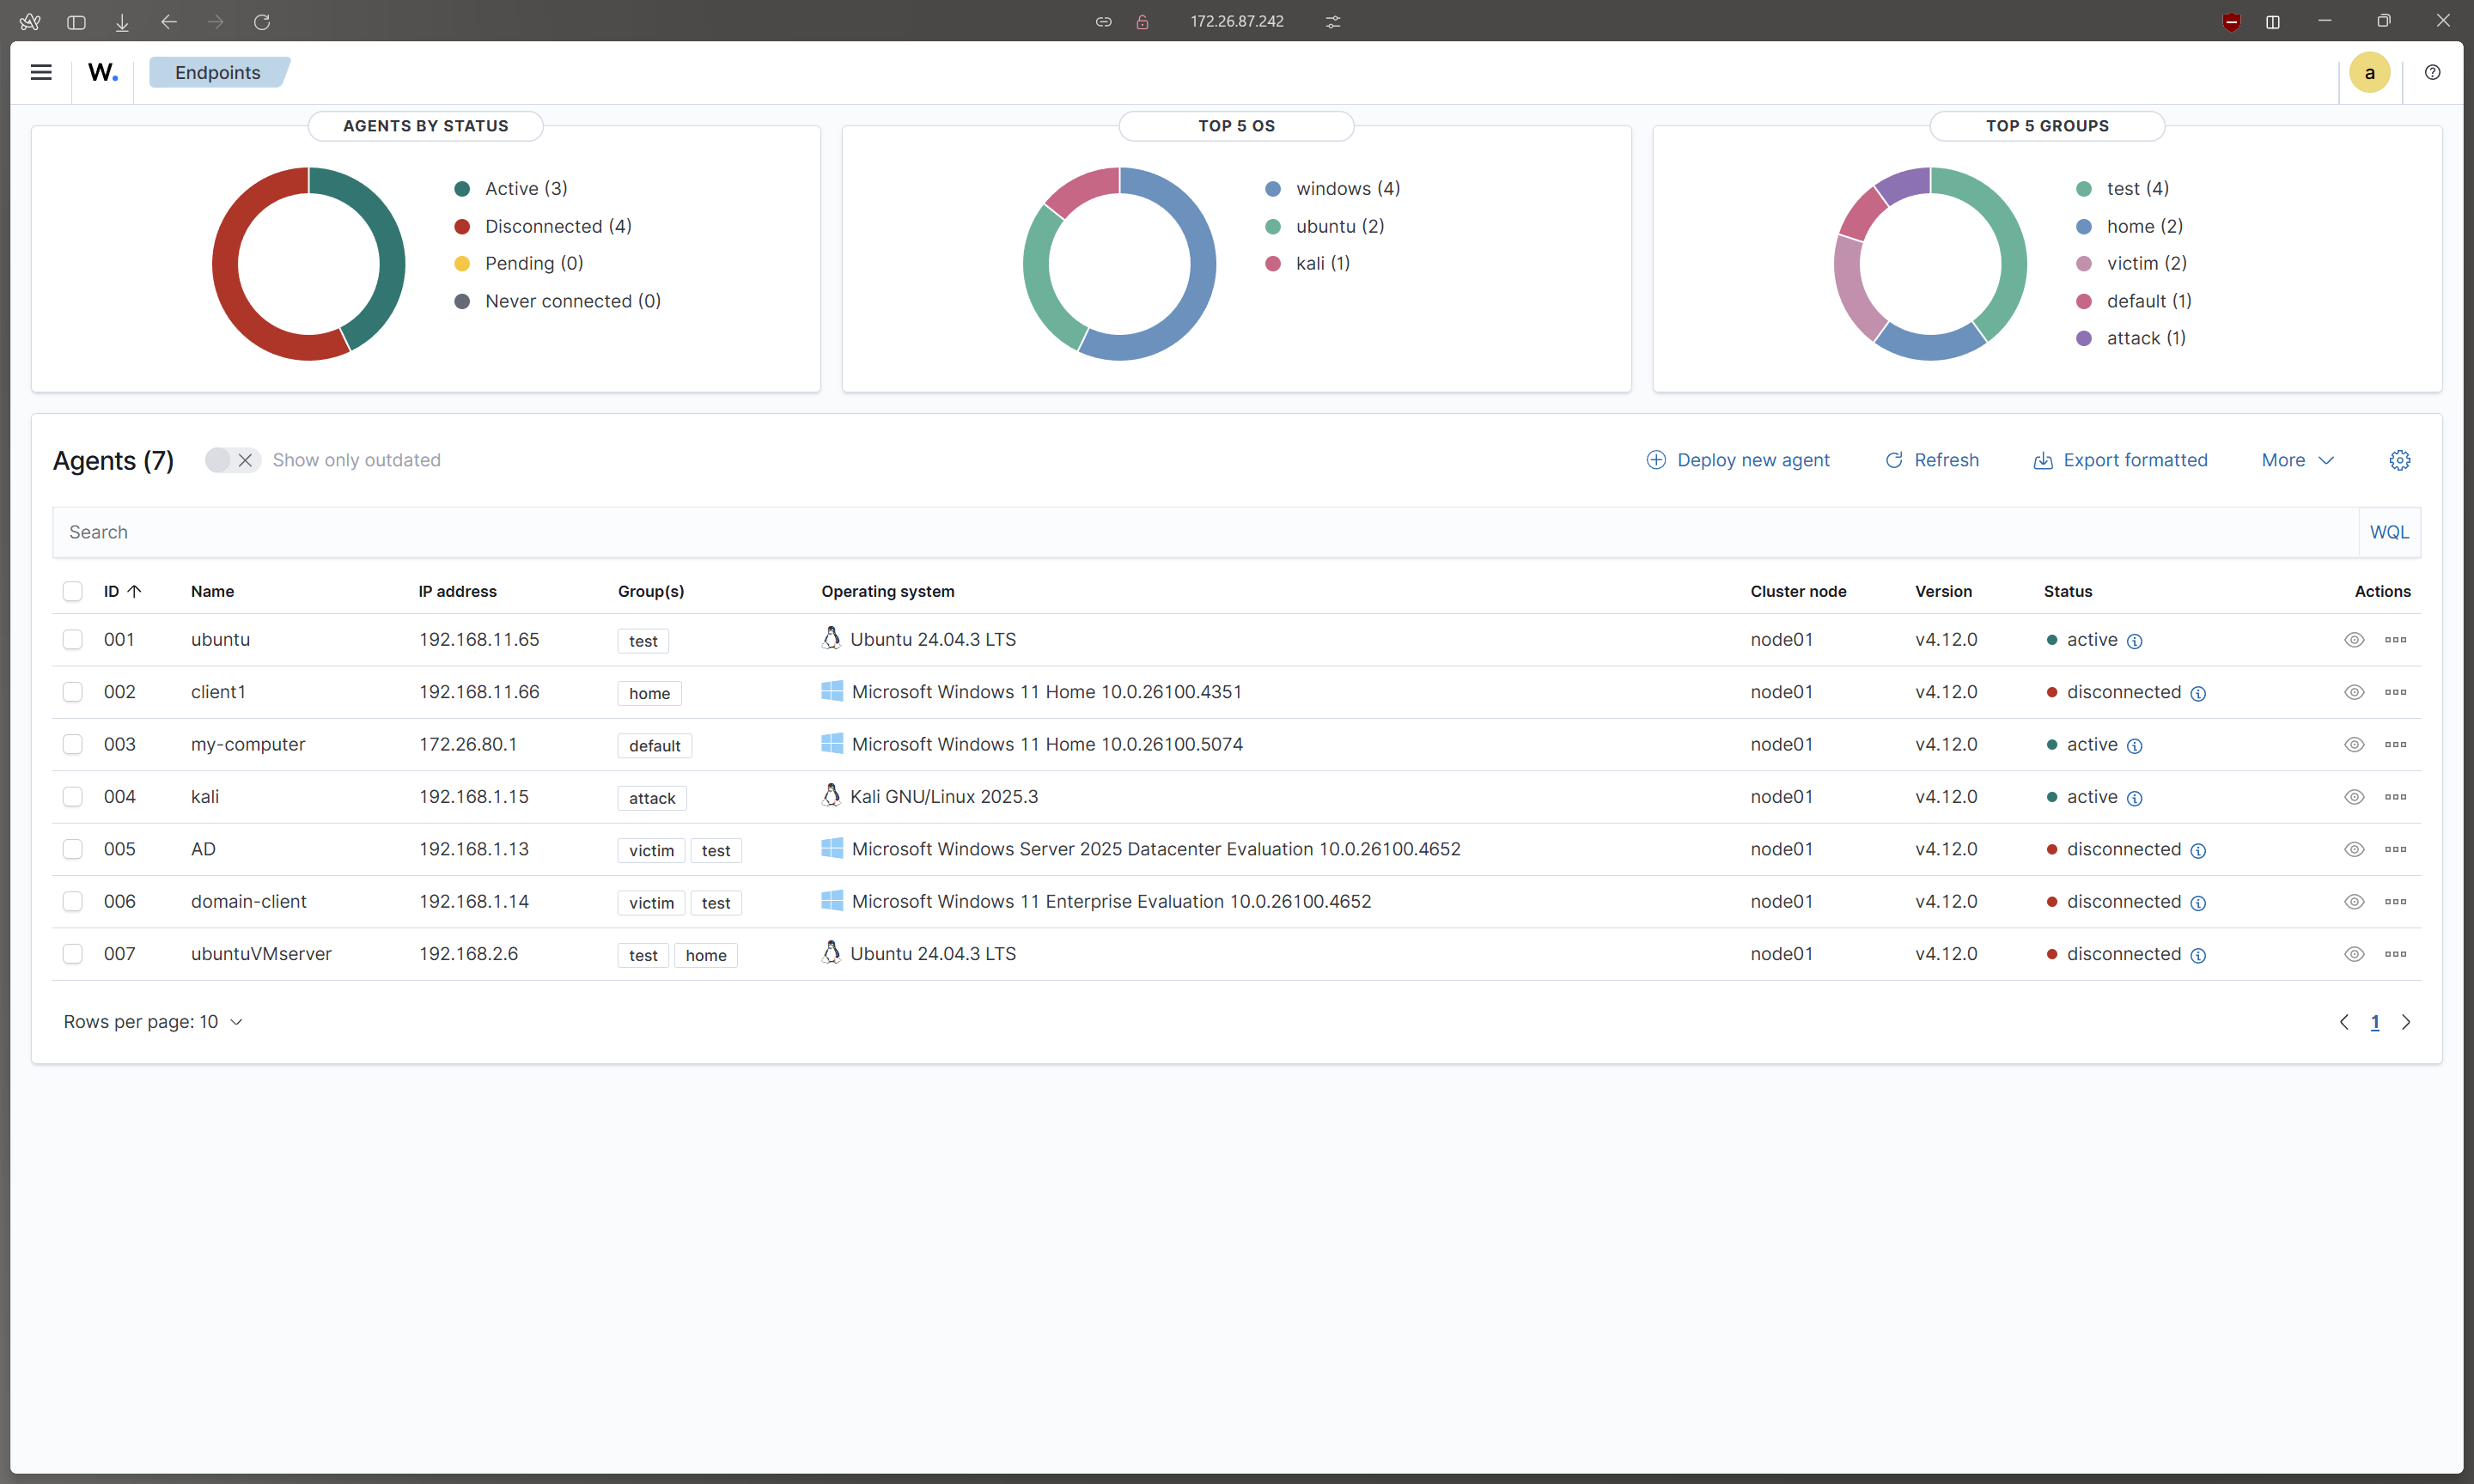 172.26.87.242
W.
Endpoints
a
AGENTS BY STATUS
Active (3)
Disconnected (4)
Pending (0)
Never connected (0)
TOP 5 OS
windows (4)
ubuntu (2)
kali (1)
TOP 5 GROUPS
test (4)
home (2)
victim (2)
default (1)
attack (1)
Agents (7) Show only outdated Deploy new agent Refresh Export formatted More
Search WQL
ID Name IP address Group(s) Operating system Cluster node Version Status Actions
001 ubuntu 192.168.11.65 test Ubuntu 24.04.3 LTS node01 v4.12.0 active
002 client1 192.168.11.66 home Microsoft Windows 11 Home 10.0.26100.4351 node01 v4.12.0 disconnected
003 my-computer 172.26.80.1 default Microsoft Windows 11 Home 10.0.26100.5074 node01 v4.12.0 active
004 kali 192.168.1.15 attack Kali GNU/Linux 2025.3 node01 v4.12.0 active
005 AD 192.168.1.13 victim test Microsoft Windows Server 2025 Datacenter Evaluation 10.0.26100.4652 node01 v4.12.0 disconnected
006 domain-client 192.168.1.14 victim test Microsoft Windows 11 Enterprise Evaluation 10.0.26100.4652 node01 v4.12.0 disconnected
007 ubuntuVMserver 192.168.2.6 test home Ubuntu 24.04.3 LTS node01 v4.12.0 disconnected
Rows per page: 10 1